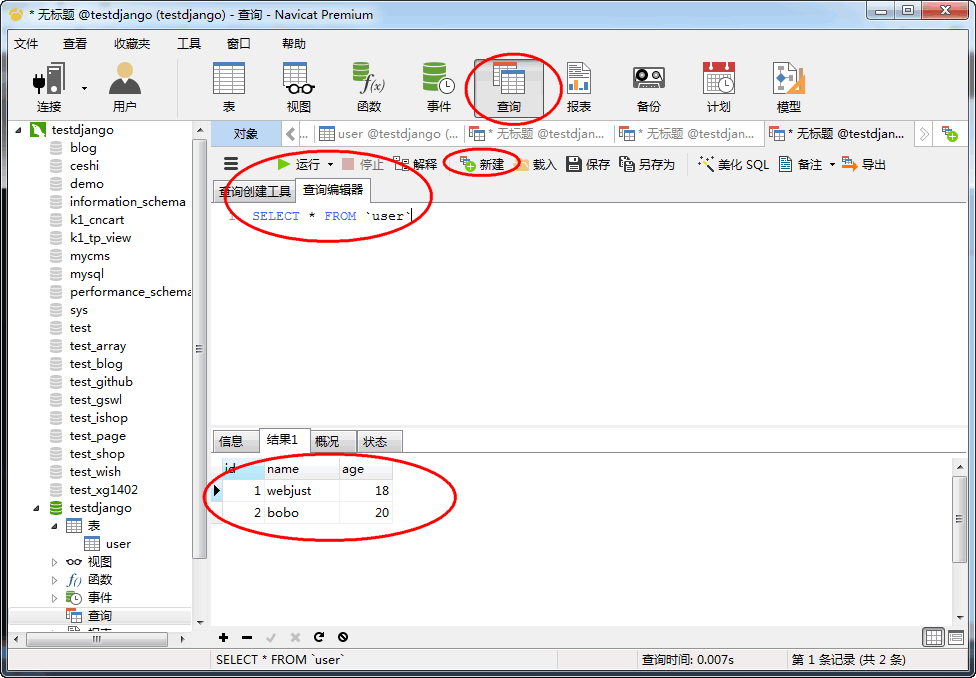 * 无标题 @testdjango (testdjango) - 查询 - Navicat Premium
文件 查看 收藏夹 工具 窗口 帮助
连接 用户 表 视图 函数 事件 查询 报表 备份 计划 模型
testdjango
blog
ceshi
demo
information_schema
k1_cncart
k1_tp_view
mycms
mysql
performance_schema
sys
test
test_array
test_blog
test_github
test_gswl
test_ishop
test_page
test_shop
test_wish
test_xg1402
testdjango
表
user
视图
函数
事件
查询
对象 ... user @testdjango (... * 无标题 @testdjan... * 无标题 @testdjan... * 无标题 @testdjan...
运行 停止 解释 新建 载入 保存 另存为 美化 SQL 备注 导出
查询创建工具 查询编辑器
1 SELECT * FROM `user`
信息 结果1 概况 状态
id name age
1 webjust 18
2 bobo 20
SELECT * FROM `user` 查询时间: 0.007s 第 1 条记录 (共 2 条)